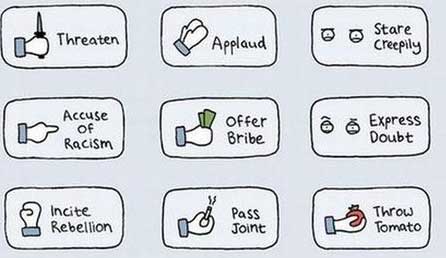 Threaten
Applaud
Stare
Creepily
Accuse
of
Racism
Offer
Bribe
Express
Doubt
Incite
Rebellion
Pass
Joint
Throw
Tomato